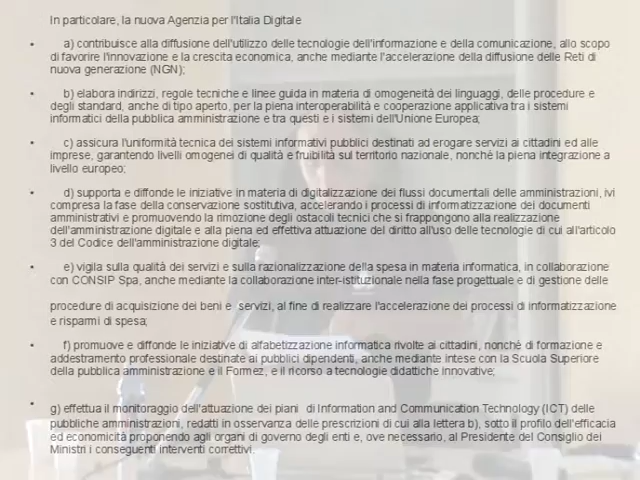 In particolare, la nuova Agenzia per l'Italia Digitale
• a) contribuisce alla diffusione dell'utilizzo delle tecnologie dell'informazione e della comunicazione, allo scopo
di favorire l'innovazione e la crescita economica, anche mediante l'accelerazione della diffusione delle Reti di
nuova generazione (NGN);
• b) elabora indirizzi, regole tecniche e linee guida in materia di omogeneità dei linguaggi, delle procedure e
degli standard, anche di tipo aperto, per la piena interoperabilità e cooperazione applicativa tra i sistemi
informatici della pubblica amministrazione e tra questi e i sistemi dell'Unione Europea;
• c) assicura l'uniformità tecnica dei sistemi informativi pubblici destinati ad erogare servizi ai cittadini ed alle
imprese, garantendo livelli omogenei di qualità e fruibilità sul territorio nazionale, nonché la piena integrazione a
livello europeo;
• d) supporta e diffonde le iniziative in materia di digitalizzazione dei flussi documentali delle amministrazioni, ivi
compresa la fase della conservazione sostitutiva, accelerando i processi di informatizzazione dei documenti
amministrativi e promuovendo la rimozione degli ostacoli tecnici che si frappongono alla realizzazione
dell'amministrazione digitale e alla piena ed effettiva attuazione del diritto all'uso delle tecnologie di cui all'articolo
3 del Codice dell'amministrazione digitale;
• e) vigila sulla qualità dei servizi e sulla razionalizzazione della spesa in materia informatica, in collaborazione
con CONSIP Spa, anche mediante la collaborazione inter-istituzionale nella fase progettuale e di gestione delle
procedure di acquisizione dei beni e servizi, al fine di realizzare l'accelerazione dei processi di informatizzazione
e risparmi di spesa;
• f) promuove e diffonde le iniziative di alfabetizzazione informatica rivolte ai cittadini, nonché di formazione e
addestramento professionale destinate ai pubblici dipendenti, anche mediante intese con la Scuola Superiore
della pubblica amministrazione e il Formez, e il ricorso a tecnologie didattiche innovative;
• g) effettua il monitoraggio dell'attuazione dei piani di Information and Communication Technology (ICT) delle
pubbliche amministrazioni, redatti in osservanza delle prescrizioni di cui alla lettera b), sotto il profilo dell'efficacia
ed economicità proponendo agli organi di governo degli enti e, ove necessario, al Presidente del Consiglio dei
Ministri i conseguenti interventi correttivi.